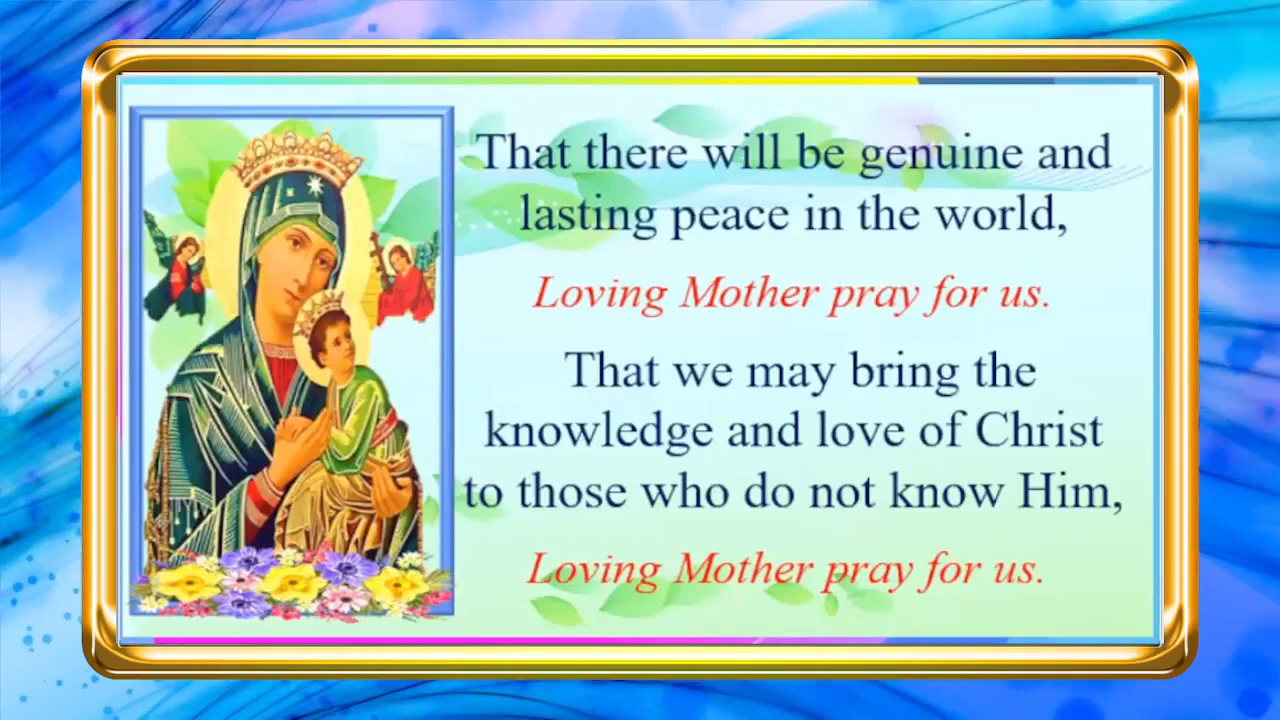 That there will be genuine and
lasting peace in the world,
Loving Mother pray for us.
That we may bring the
knowledge and love of Christ
to those who do not know Him,
Loving Mother pray for us.